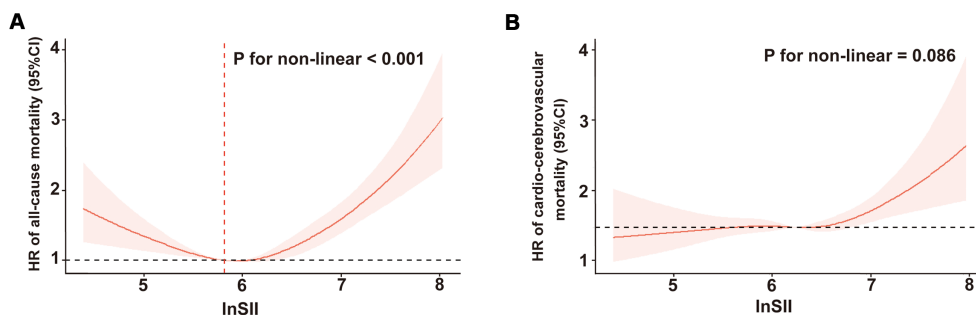 A
HR of all-cause mortality (95%CI)
4
3
2
1
P for non-linear < 0.001
5
6
7
8
lnSII
B
HR of cardio-cerebrovascular
mortality (95%CI)
4
3
2
1
P for non-linear = 0.086
5
6
7
8
lnSII